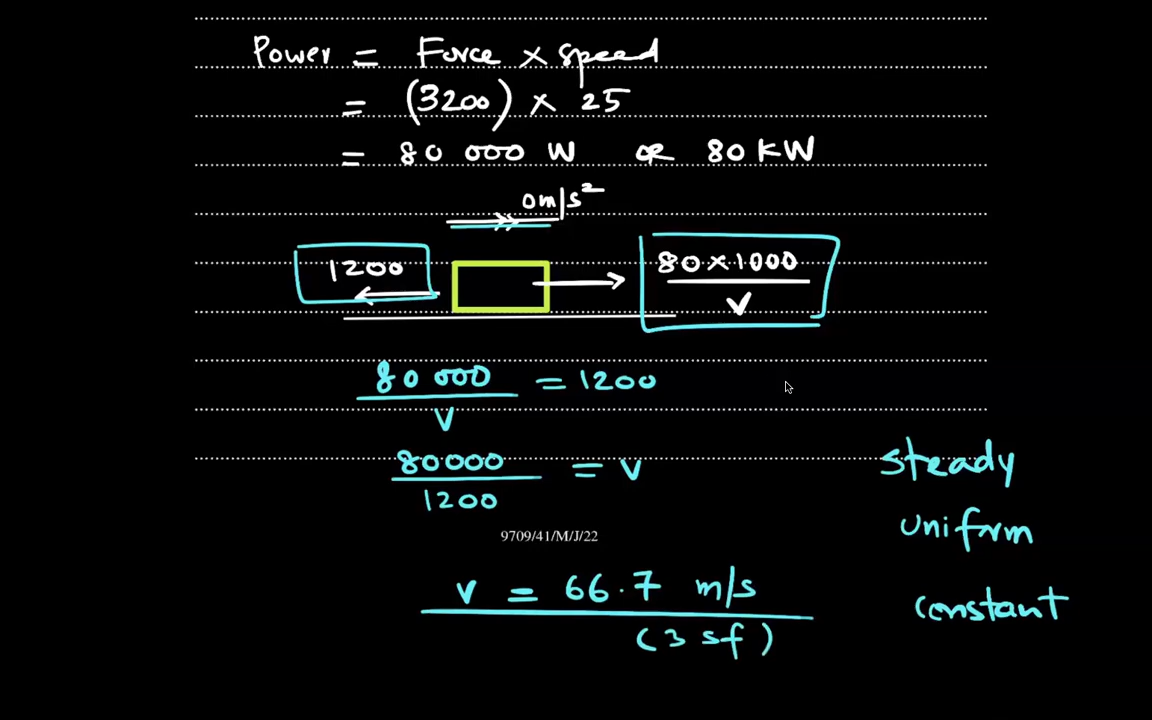 Power = Force × speed
= (3200) × 25
= 80 000 W OR 80 KW
0m/s²
1200
80×1000
V
80 000 = 1200
V
80000 = V
1200
steady
uniform
9709/41/M/J/22
V = 66.7 m/s
constant
(3 sf)